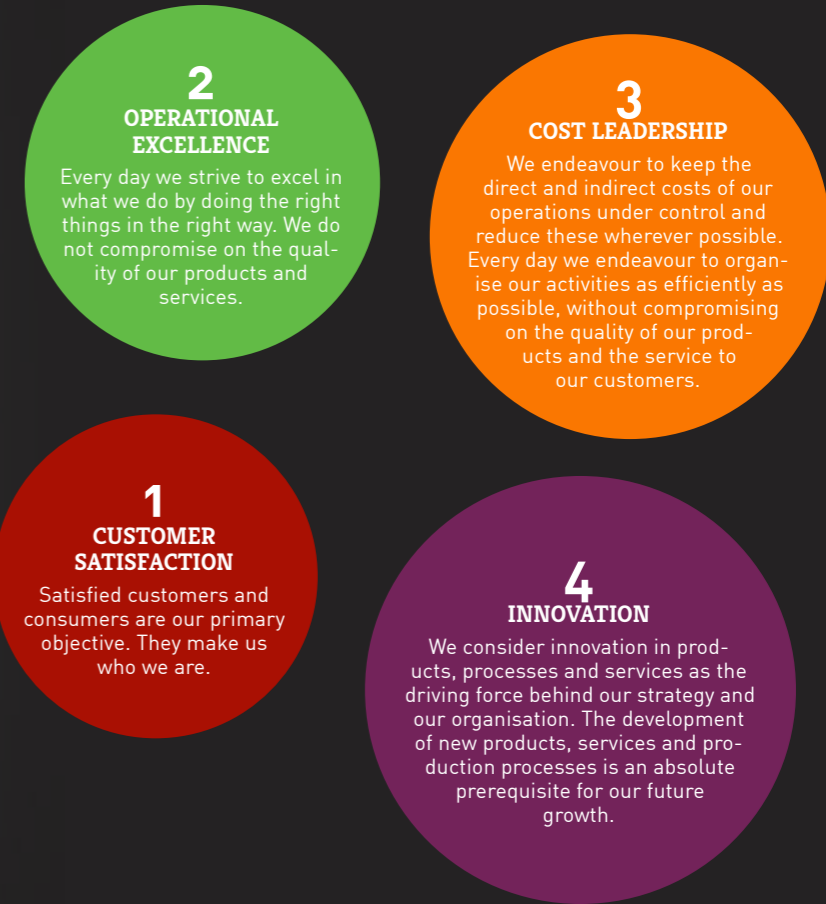 2
OPERATIONAL
EXCELLENCE
Every day we strive to excel in
what we do by doing the right
things in the right way. We do
not compromise on the qual-
ity of our products and
services.
3
COST LEADERSHIP
We endeavour to keep the
direct and indirect costs of our
operations under control and
reduce these wherever possible.
Every day we endeavour to organ-
ise our activities as efficiently as
possible, without compromising
on the quality of our prod-
ucts and the service to
our customers.
1
CUSTOMER
SATISFACTION
Satisfied customers and
consumers are our primary
objective. They make us
who we are.
4
INNOVATION
We consider innovation in prod-
ucts, processes and services as the
driving force behind our strategy and
our organisation. The development
of new products, services and pro-
duction processes is an absolute
prerequisite for our future
growth.